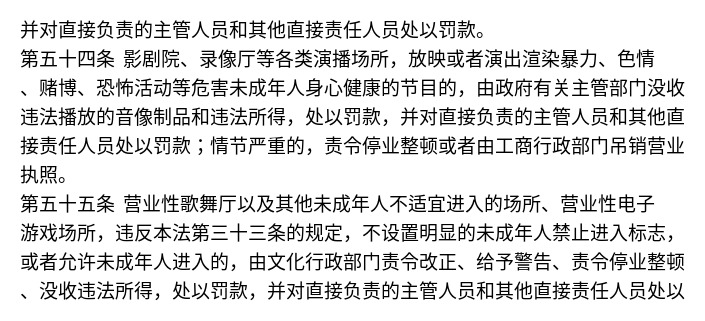 并对直接负责的主管人员和其他直接责任人员处以罚款。
第五十四条 影剧院、录像厅等各类演播场所，放映或者演出渲染暴力、色情
、赌博、恐怖活动等危害未成年人身心健康的节目的，由政府有关主管部门没收
违法播放的音像制品和违法所得，处以罚款，并对直接负责的主管人员和其他直
接责任人员处以罚款；情节严重的，责令停业整顿或者由工商行政部门吊销营业
执照。
第五十五条 营业性歌舞厅以及其他未成年人不适宜进入的场所、营业性电子
游戏场所，违反本法第三十三条的规定，不设置明显的未成年人禁止进入标志，
或者允许未成年人进入的，由文化行政部门责令改正、给予警告、责令停业整顿
、没收违法所得，处以罚款，并对直接负责的主管人员和其他直接责任人员处以